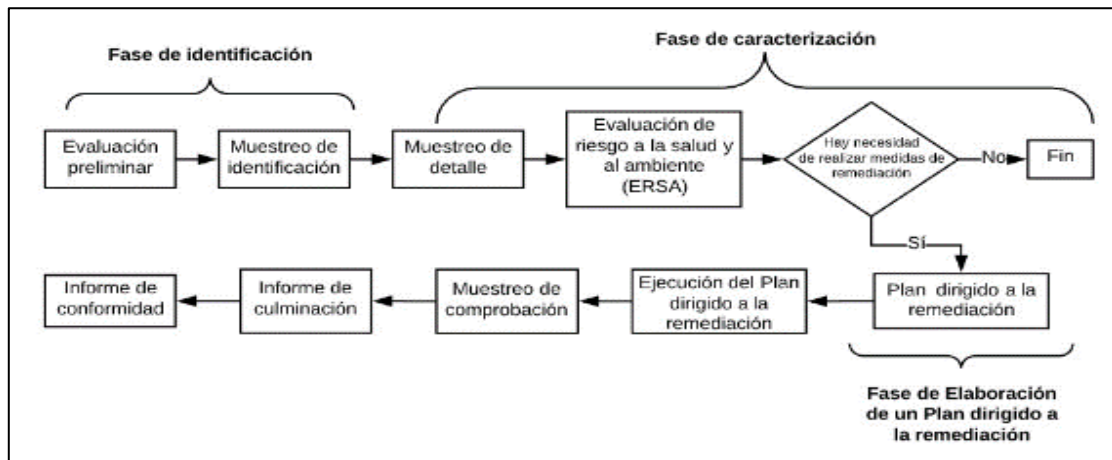 Fase de identificación
Fase de caracterización
Evaluación
preliminar
Muestreo de
identificación
Muestreo de
detalle
Evaluación de
riesgo a la salud y
al ambiente
(ERSA)
Hay necesidad
de realizar medidas de
remediación
No
Fin
Sí
Informe de
conformidad
Informe de
culminación
Muestreo de
comprobación
Ejecución del Plan
dirigido a la
remediación
Plan dirigido a la
remediación
Fase de Elaboración
de un Plan dirigido a
la remediación